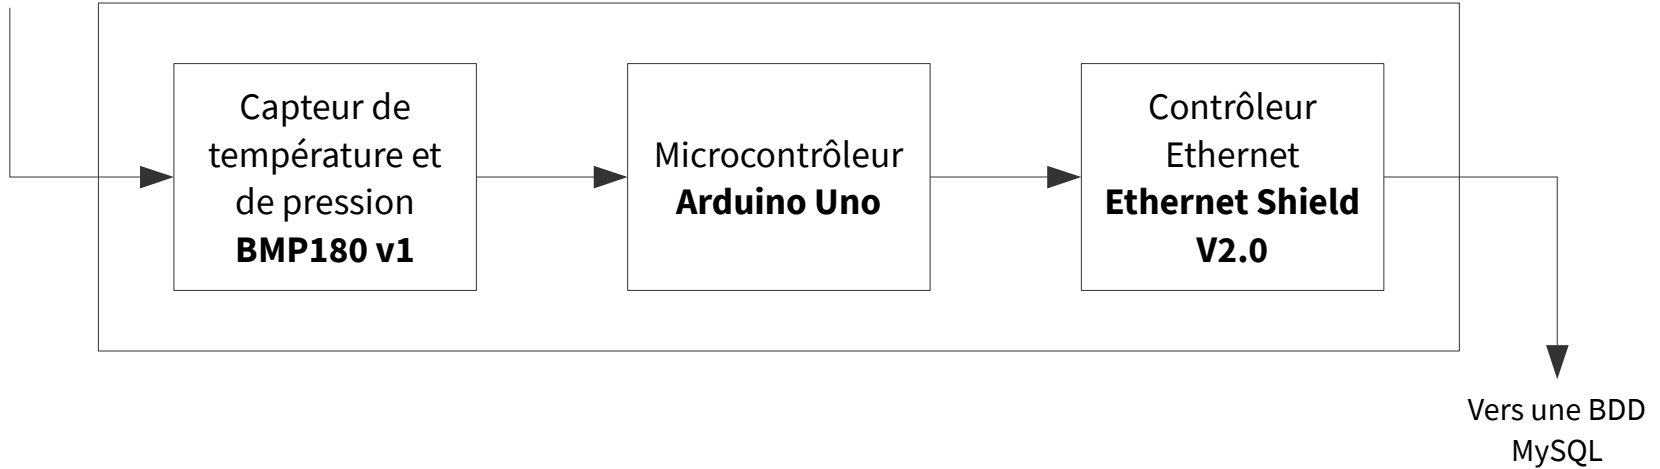 Capteur de
température et
de pression
BMP180 v1
Microcontrôleur
Arduino Uno
Contrôleur
Ethernet
Ethernet Shield
V2.0
Vers une BDD
MySQL